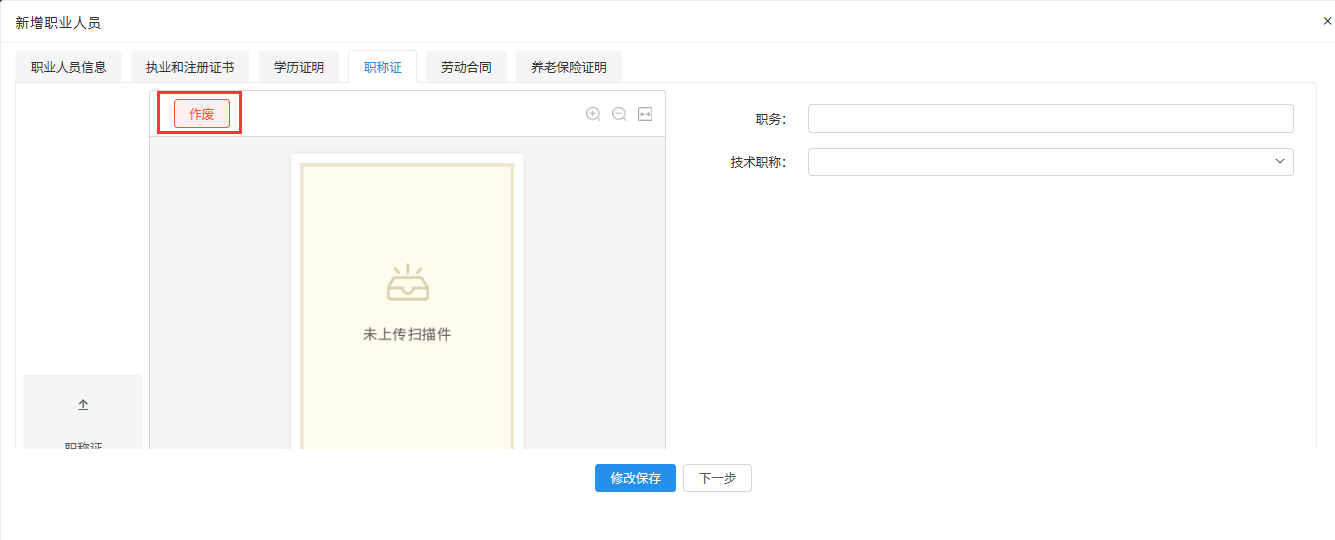 新增职业人员
职业人员信息 执业和注册证书 学历证明 职称证 劳动合同 养老保险证明
作废
职务：
技术职称：
未上传扫描件
职称证
修改保存 下一步